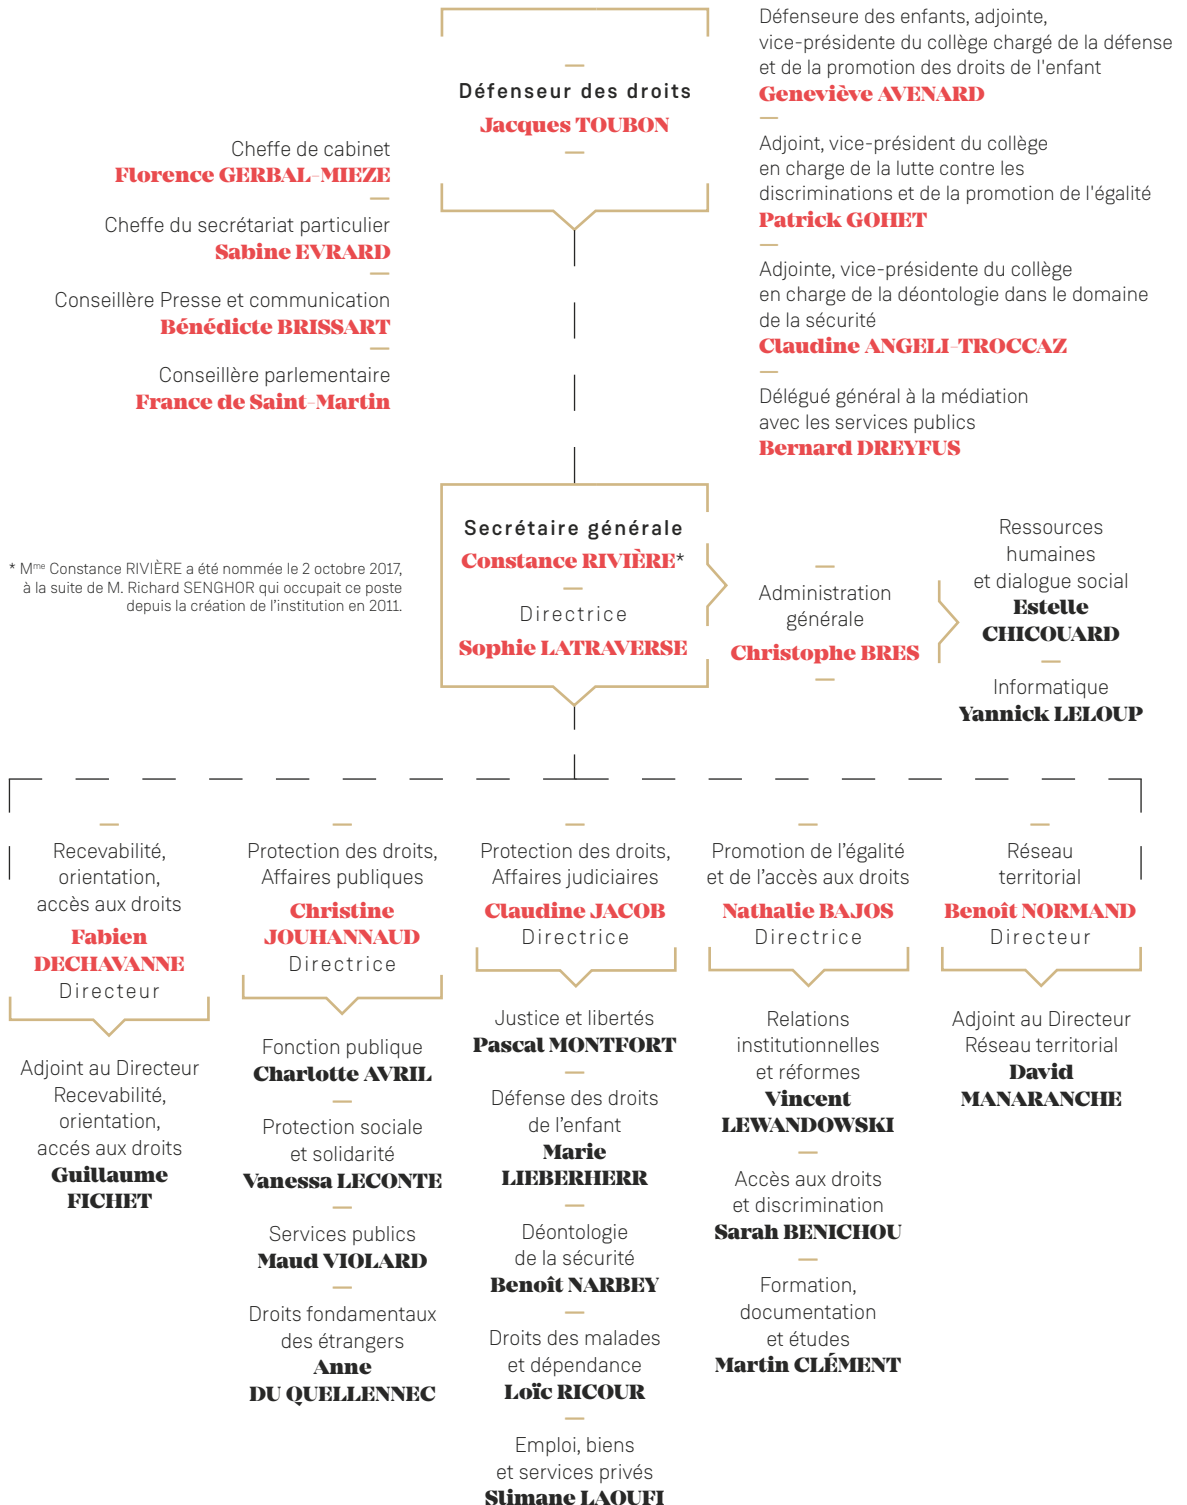 Défenseur des droits
Jacques TOUBON
Cheffe de cabinet
Florence GERBAL-MIEZE
Cheffe du secrétariat particulier
Sabine EVRARD
Conseillère Presse et communication
Bénédicte BRISSART
Conseillère parlementaire
France de Saint-Martin
Défenseure des enfants, adjointe,
vice-présidente du collège chargé de la défense
et de la promotion des droits de l'enfant
Geneviève AVENARD
Adjoint, vice-président du collège
en charge de la lutte contre les
discriminations et de la promotion de l'égalité
Patrick GOHET
Adjointe, vice-présidente du collège
en charge de la déontologie dans le domaine
de la sécurité
Claudine ANGELI-TROCCAZ
Délégué général à la médiation
avec les services publics
Bernard DREYFUS
Secrétaire générale
Constance RIVIÈRE*
Directrice
Sophie LATRAVERSE
* Mme Constance RIVIÈRE a été nommée le 2 octobre 2017,
à la suite de M. Richard SENGHOR qui occupait ce poste
depuis la création de l'institution en 2011.
Administration
générale
Christophe BRES
Ressources
humaines
et dialogue social
Estelle
CHICOUARD
Informatique
Yannick LELOUP
Recevabilité,
orientation,
accès aux droits
Fabien
DECHAVANNE
Directeur
Adjoint au Directeur
Recevabilité,
orientation,
accés aux droits
Guillaume
FICHET
Protection des droits,
Affaires publiques
Christine
JOUHANNAUD
Directrice
Fonction publique
Charlotte AVRIL
Protection sociale
et solidarité
Vanessa LECONTE
Services publics
Maud VIOLARD
Droits fondamentaux
des étrangers
Anne
DU QUELLENNEC
Protection des droits,
Affaires judiciaires
Claudine JACOB
Directrice
Justice et libertés
Pascal MONTFORT
Défense des droits
de l'enfant
Marie
LIEBERHERR
Déontologie
de la sécurité
Benoît NARBEY
Droits des malades
et dépendance
Loïc RICOUR
Emploi, biens
et services privés
Slimane LAOUFI
Promotion de l'égalité
et de l'accès aux droits
Nathalie BAJOS
Directrice
Relations
institutionnelles
et réformes
Vincent
LEWANDOWSKI
Accès aux droits
et discrimination
Sarah BENICHOU
Formation,
documentation
et études
Martin CLÉMENT
Réseau
territorial
Benoît NORMAND
Directeur
Adjoint au Directeur
Réseau territorial
David
MANARANCHE